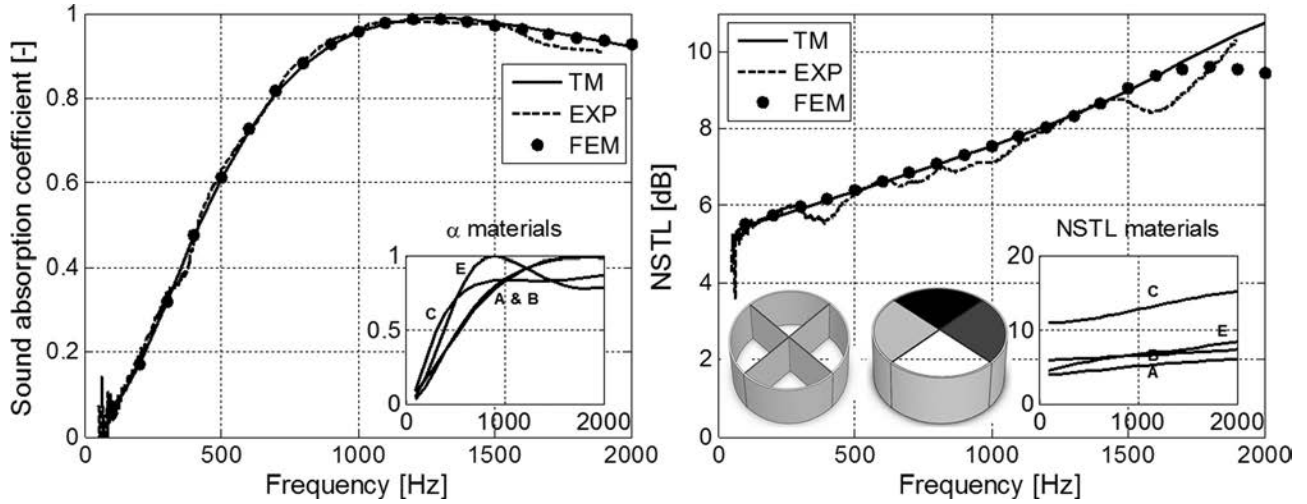 Sound absorption coefficient [-]
1
0.8
0.6
0.4
0.2
0
TM
EXP
FEM
α materials
1
0.5
E
C
A & B
0
1000
2000
0
500
1000
1500
2000
Frequency [Hz]
NSTL [dB]
10
8
6
4
2
0
TM
EXP
FEM
NSTL materials
20
10
0
C
E
B
A
0
1000
2000
0
500
1000
1500
2000
Frequency [Hz]